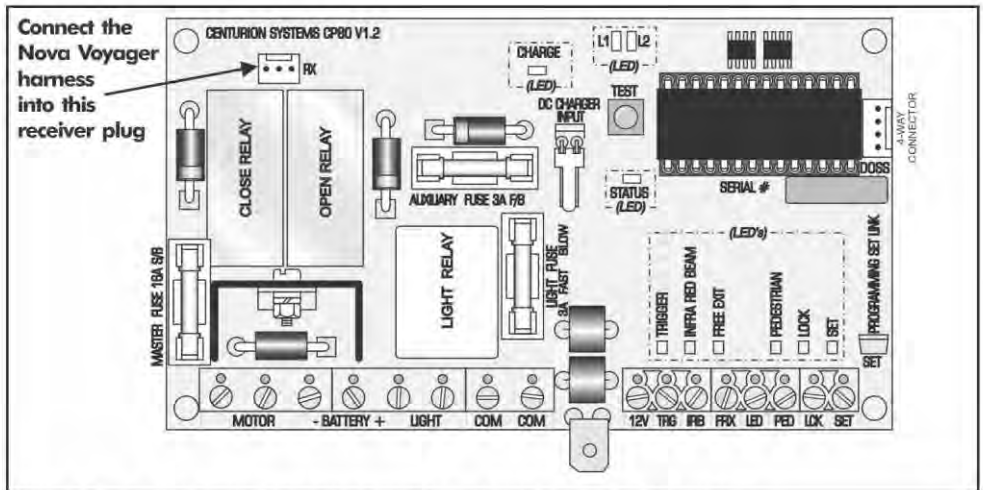 Connect the
Nova Voyager
harness
into this
receiver plug
CENTURION SYSTEMS CP80 V1.2
RX
CHARGE
(LED)
L1
L2
(LED)
TEST
DC CHARGER
INPUT
4-WAY
CONNECTOR
DOSS
SERIAL #
STATUS
(LED)
CLOSE RELAY
OPEN RELAY
AUXILIARY FUSE 3A F/B
MASTER FUSE 16A S/B
LIGHT RELAY
LIGHT FUSE
3A FAST BLOW
(LED's)
TRIGGER
INFRA RED BEAM
FREE EXIT
PEDESTRIAN
LOCK
SET
PROGRAMMING SET LINK
SET
MOTOR
- BATTERY +
LIGHT
COM
COM
12V
TRG
IRB
FRX
LED
PED
LCK
SET